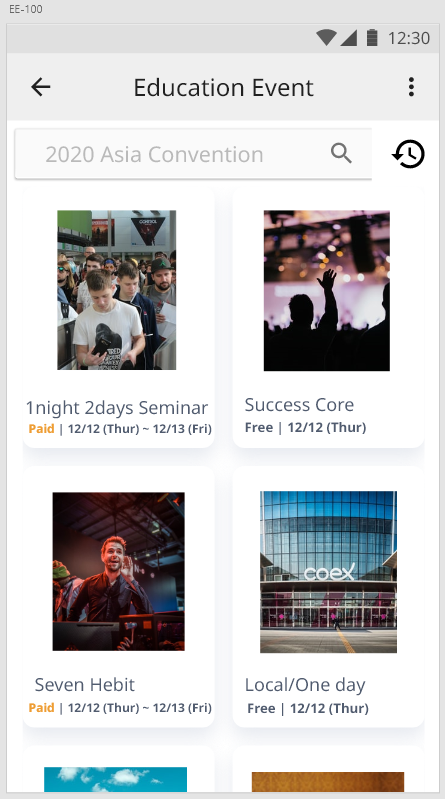 EE-100
12:30
Education Event
2020 Asia Convention
1night 2days Seminar
Paid | 12/12 (Thur) ~ 12/13 (Fri)
Success Core
Free | 12/12 (Thur)
coex
Seven Hebit
Paid | 12/12 (Thur) ~ 12/13 (Fri)
Local/One day
Free | 12/12 (Thur)